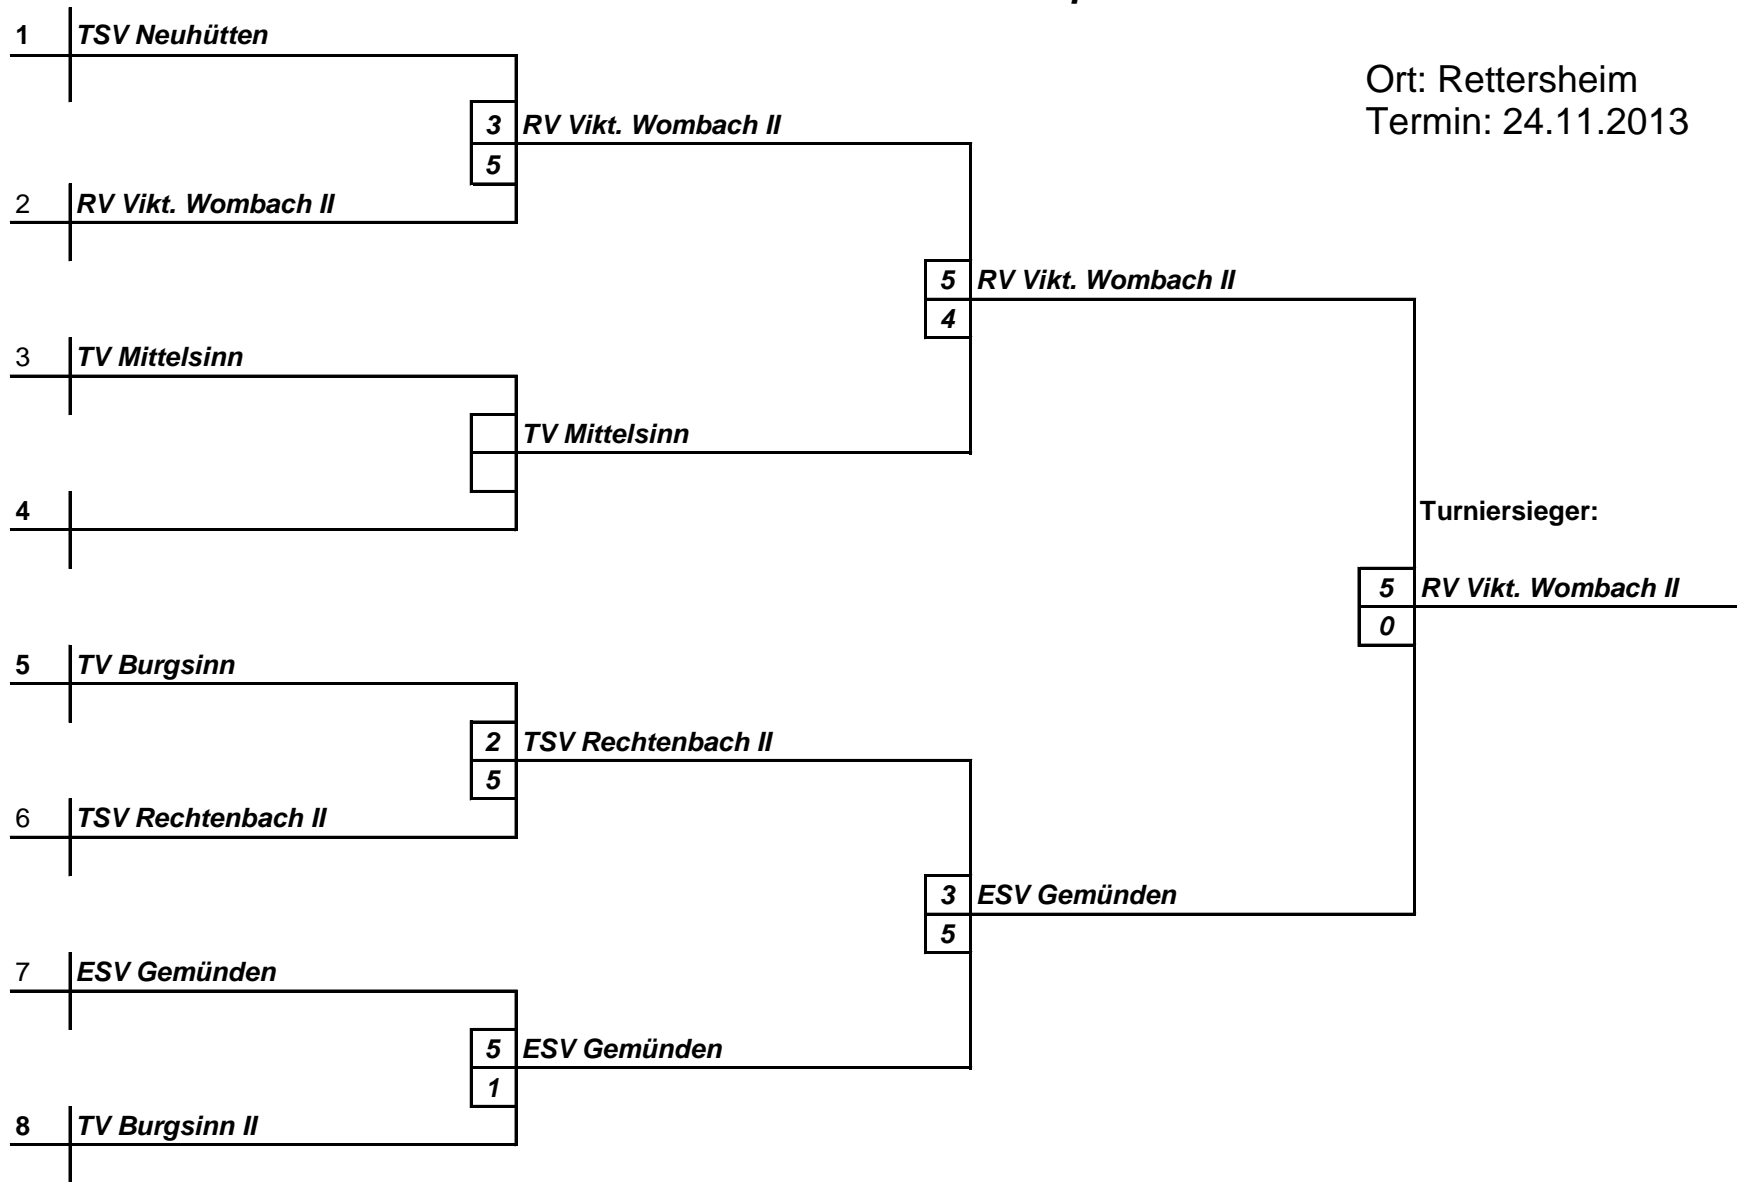 1 TSV Neuhütten
Ort: Rettersheim
Termin: 24.11.2013
3 RV Vikt. Wombach II
5
2 RV Vikt. Wombach II
5 RV Vikt. Wombach II
4
3 TV Mittelsinn
TV Mittelsinn
4
Turniersieger:
5 RV Vikt. Wombach II
0
5 TV Burgsinn
2 TSV Rechtenbach II
5
6 TSV Rechtenbach II
3 ESV Gemünden
5
7 ESV Gemünden
5 ESV Gemünden
1
8 TV Burgsinn II